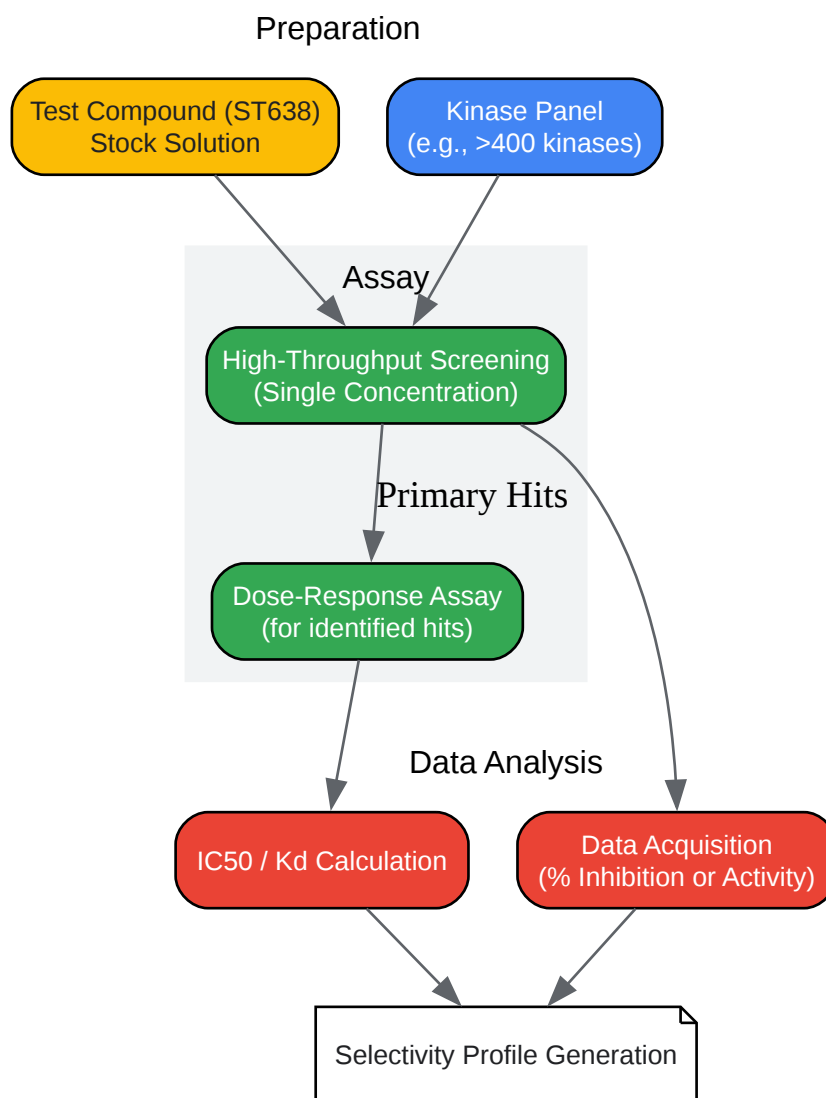 Preparation
Test Compound (ST638)
Stock Solution
Kinase Panel
(e.g., >400 kinases)
Assay
High-Throughput Screening
(Single Concentration)
Primary Hits
Dose-Response Assay
(for identified hits)
Data Analysis
IC50 / Kd Calculation
Data Acquisition
(% Inhibition or Activity)
Selectivity Profile Generation